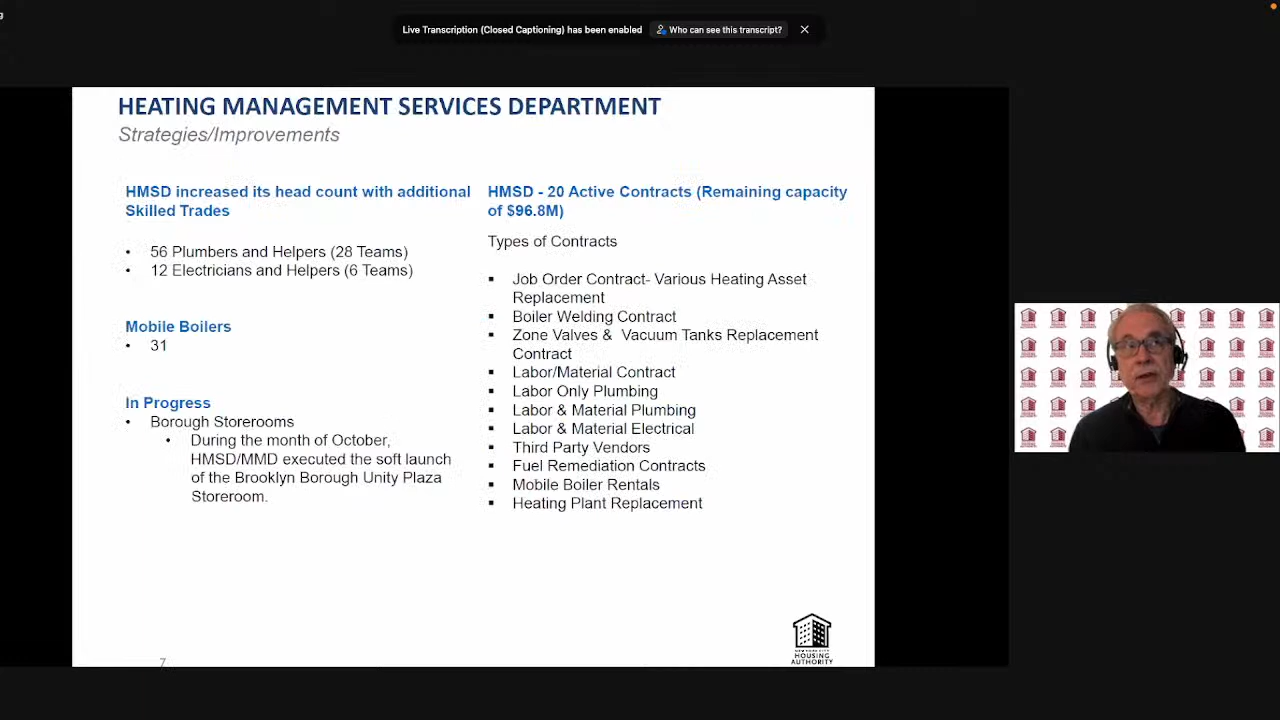 Live Transcription (Closed Captioning) has been enabled
Who can see this transcript?
HEATING MANAGEMENT SERVICES DEPARTMENT
Strategies/Improvements
HMSD increased its head count with additional
Skilled Trades
• 56 Plumbers and Helpers (28 Teams)
• 12 Electricians and Helpers (6 Teams)
Mobile Boilers
• 31
In Progress
• Borough Storerooms
• During the month of October,
HMSD/MMD executed the soft launch
of the Brooklyn Borough Unity Plaza
Storeroom.
HMSD - 20 Active Contracts (Remaining capacity
of $96.8M)
Types of Contracts
▪ Job Order Contract- Various Heating Asset
Replacement
▪ Boiler Welding Contract
▪ Zone Valves & Vacuum Tanks Replacement
Contract
▪ Labor/Material Contract
▪ Labor Only Plumbing
▪ Labor & Material Plumbing
▪ Labor & Material Electrical
▪ Third Party Vendors
▪ Fuel Remediation Contracts
▪ Mobile Boiler Rentals
▪ Heating Plant Replacement
NEW YORK CITY
HOUSING
AUTHORITY
7